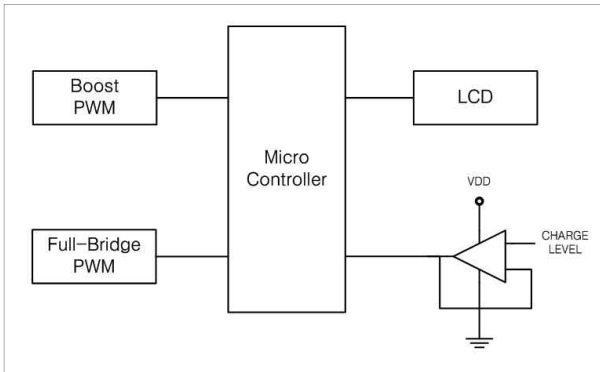 Boost
PWM
LCD
Micro
Controller
VDD
Full-Bridge
PWM
CHARGE
LEVEL